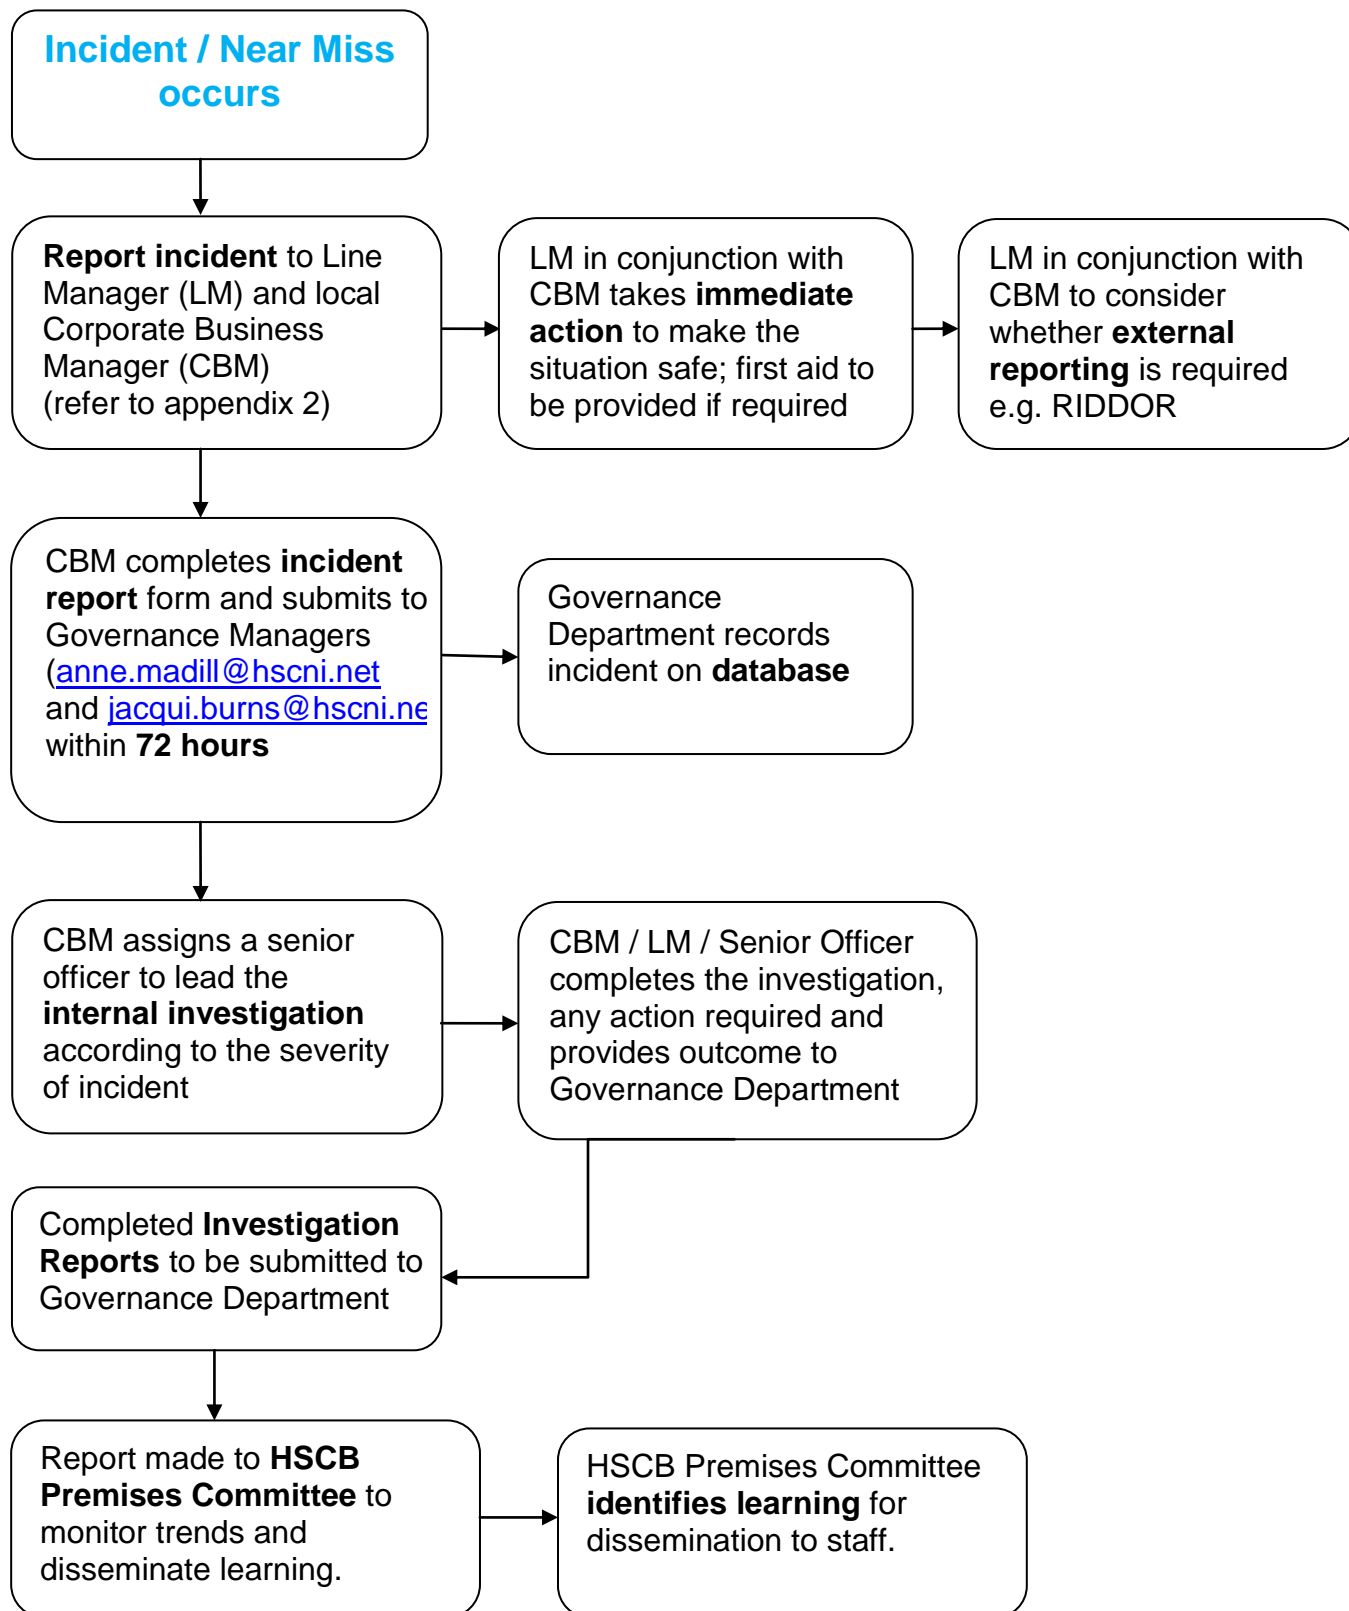 Incident / Near Miss
occurs
Report incident to Line
Manager (LM) and local
Corporate Business
Manager (CBM)
(refer to appendix 2)
LM in conjunction with
CBM takes immediate
action to make the
situation safe; first aid to
be provided if required
LM in conjunction with
CBM to consider
whether external
reporting is required
e.g. RIDDOR
CBM completes incident
report form and submits to
Governance Managers
(anne.madill@hscni.net
and jacqui.burns@hscni.ne
within 72 hours
Governance
Department records
incident on database
CBM assigns a senior
officer to lead the
internal investigation
according to the severity
of incident
CBM / LM / Senior Officer
completes the investigation,
any action required and
provides outcome to
Governance Department
Completed Investigation
Reports to be submitted to
Governance Department
Report made to HSCB
Premises Committee to
monitor trends and
disseminate learning.
HSCB Premises Committee
identifies learning for
dissemination to staff.